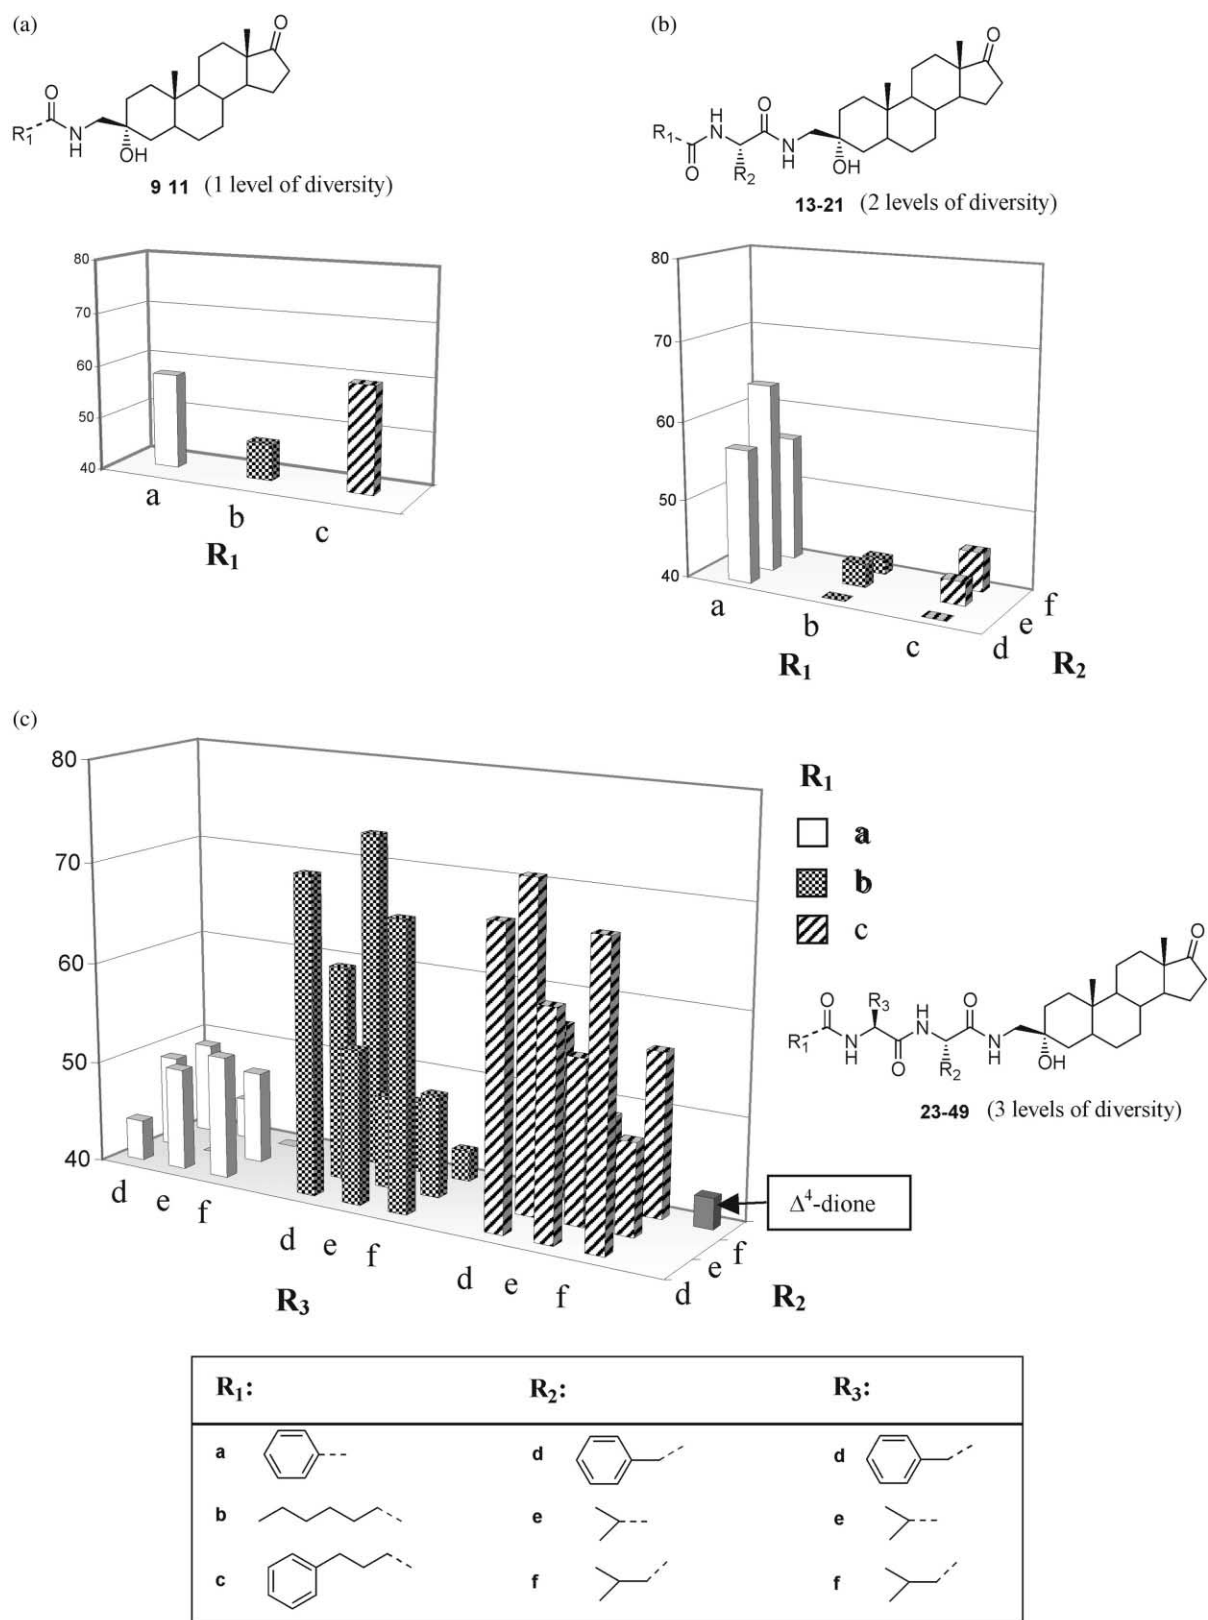 (a)
O
O
R1
N
H
OH
9 11 (1 level of diversity)
80
70
60
50
40
a
b
c
R1
(b)
O
R1
O
H
N
R2
O
N
H
OH
13-21 (2 levels of diversity)
80
70
60
50
40
a
b
c
d
e
f
R1
R2
(c)
80
70
60
50
40
d e f
d e f
d e f
d
e
f
R3
R2
R1
a
b
c
O
R1
O
N
H
R3
O
H
N
R2
O
N
H
OH
23-49 (3 levels of diversity)
Δ4-dione
R1: R2: R3:
a d d
b e e
c f f